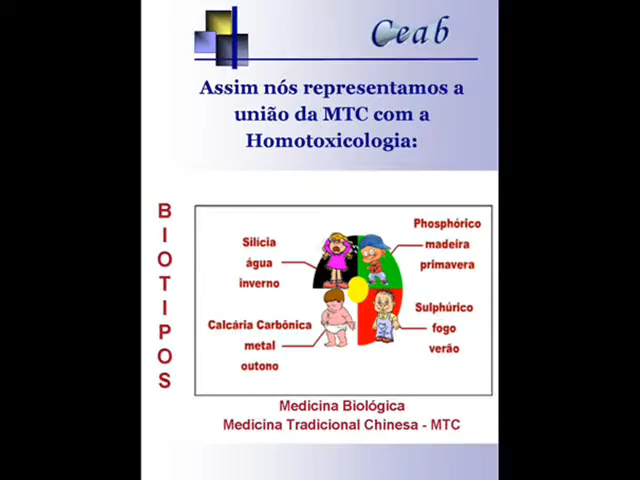 Ceab
Assim nós representamos a
união da MTC com a
Homotoxicologia:
BIOTIPOS
Silícia
água
inverno
Phosphórico
madeira
primavera
Calcária Carbônica
metal
outono
Sulphúrico
fogo
verão
Medicina Biológica
Medicina Tradicional Chinesa - MTC